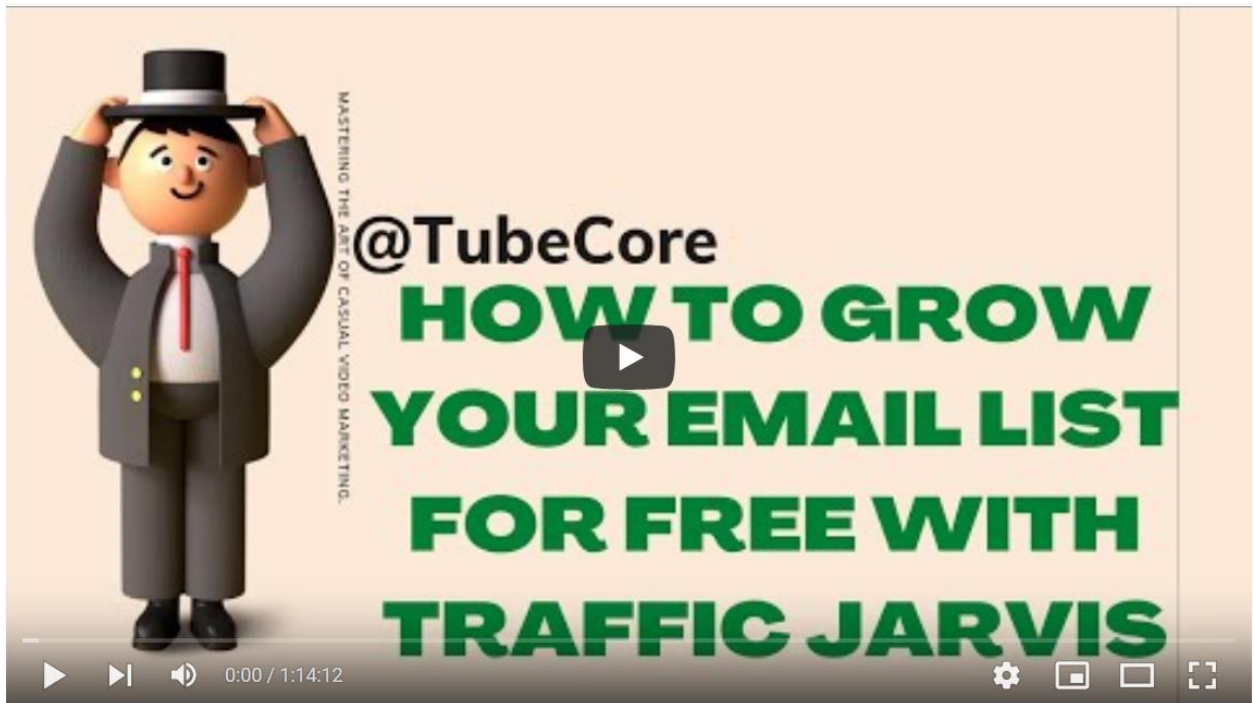 MASTERING THE ART OF CASUAL VIDEO MARKETING.
@TubeCore
HOW TO GROW
YOUR EMAIL LIST
FOR FREE WITH
TRAFFIC JARVIS
0:00 / 1:14:12